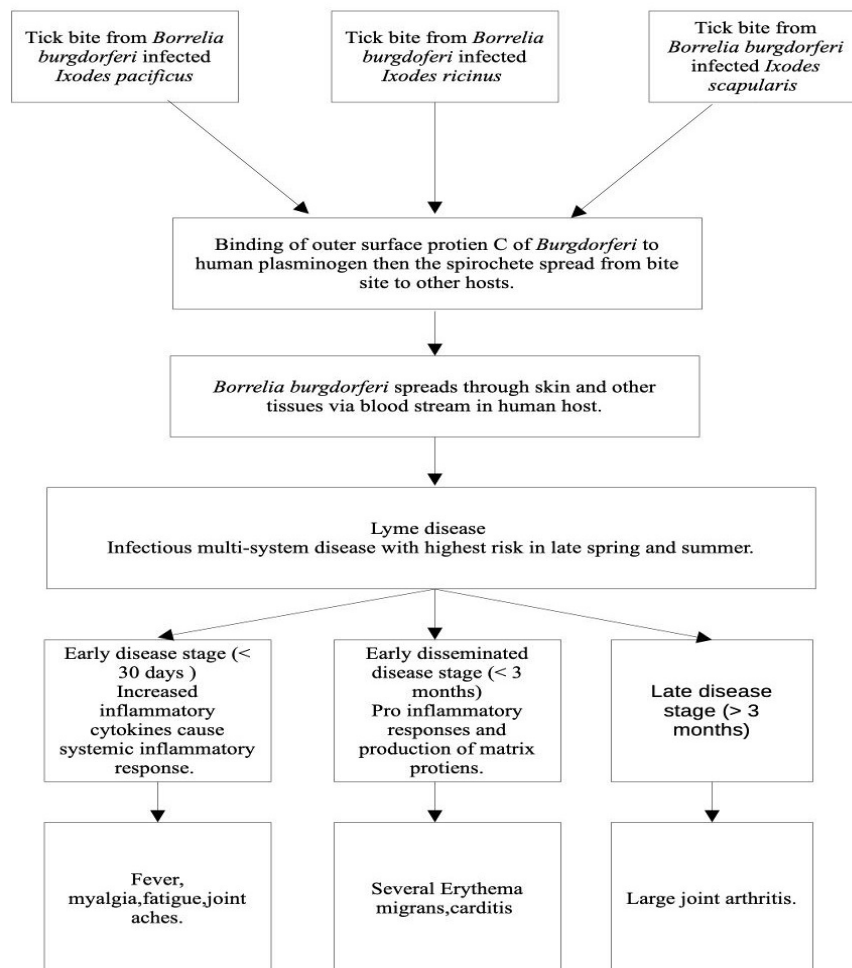 Tick bite from Borrelia
burgdorferi infected
Ixodes pacificus
Tick bite from Borrelia
burgdoferi infected
Ixodes ricinus
Tick bite from
Borrelia burgdorferi
infected Ixodes
scapularis
Binding of outer surface protien C of Burgdorferi to
human plasminogen then the spirochete spread from bite
site to other hosts.
Borrelia burgdorferi spreads through skin and other
tissues via blood stream in human host.
Lyme disease
Infectious multi-system disease with highest risk in late spring and summer.
Early disease stage (<
30 days )
Increased
inflammatory
cytokines cause
systemic inflammatory
response.
Early disseminated
disease stage (< 3
months)
Pro inflammatory
responses and
production of matrix
protiens.
Late disease
stage (> 3
months)
Fever,
myalgia,fatigue,joint
aches.
Several Erythema
migrans,carditis
Large joint arthritis.